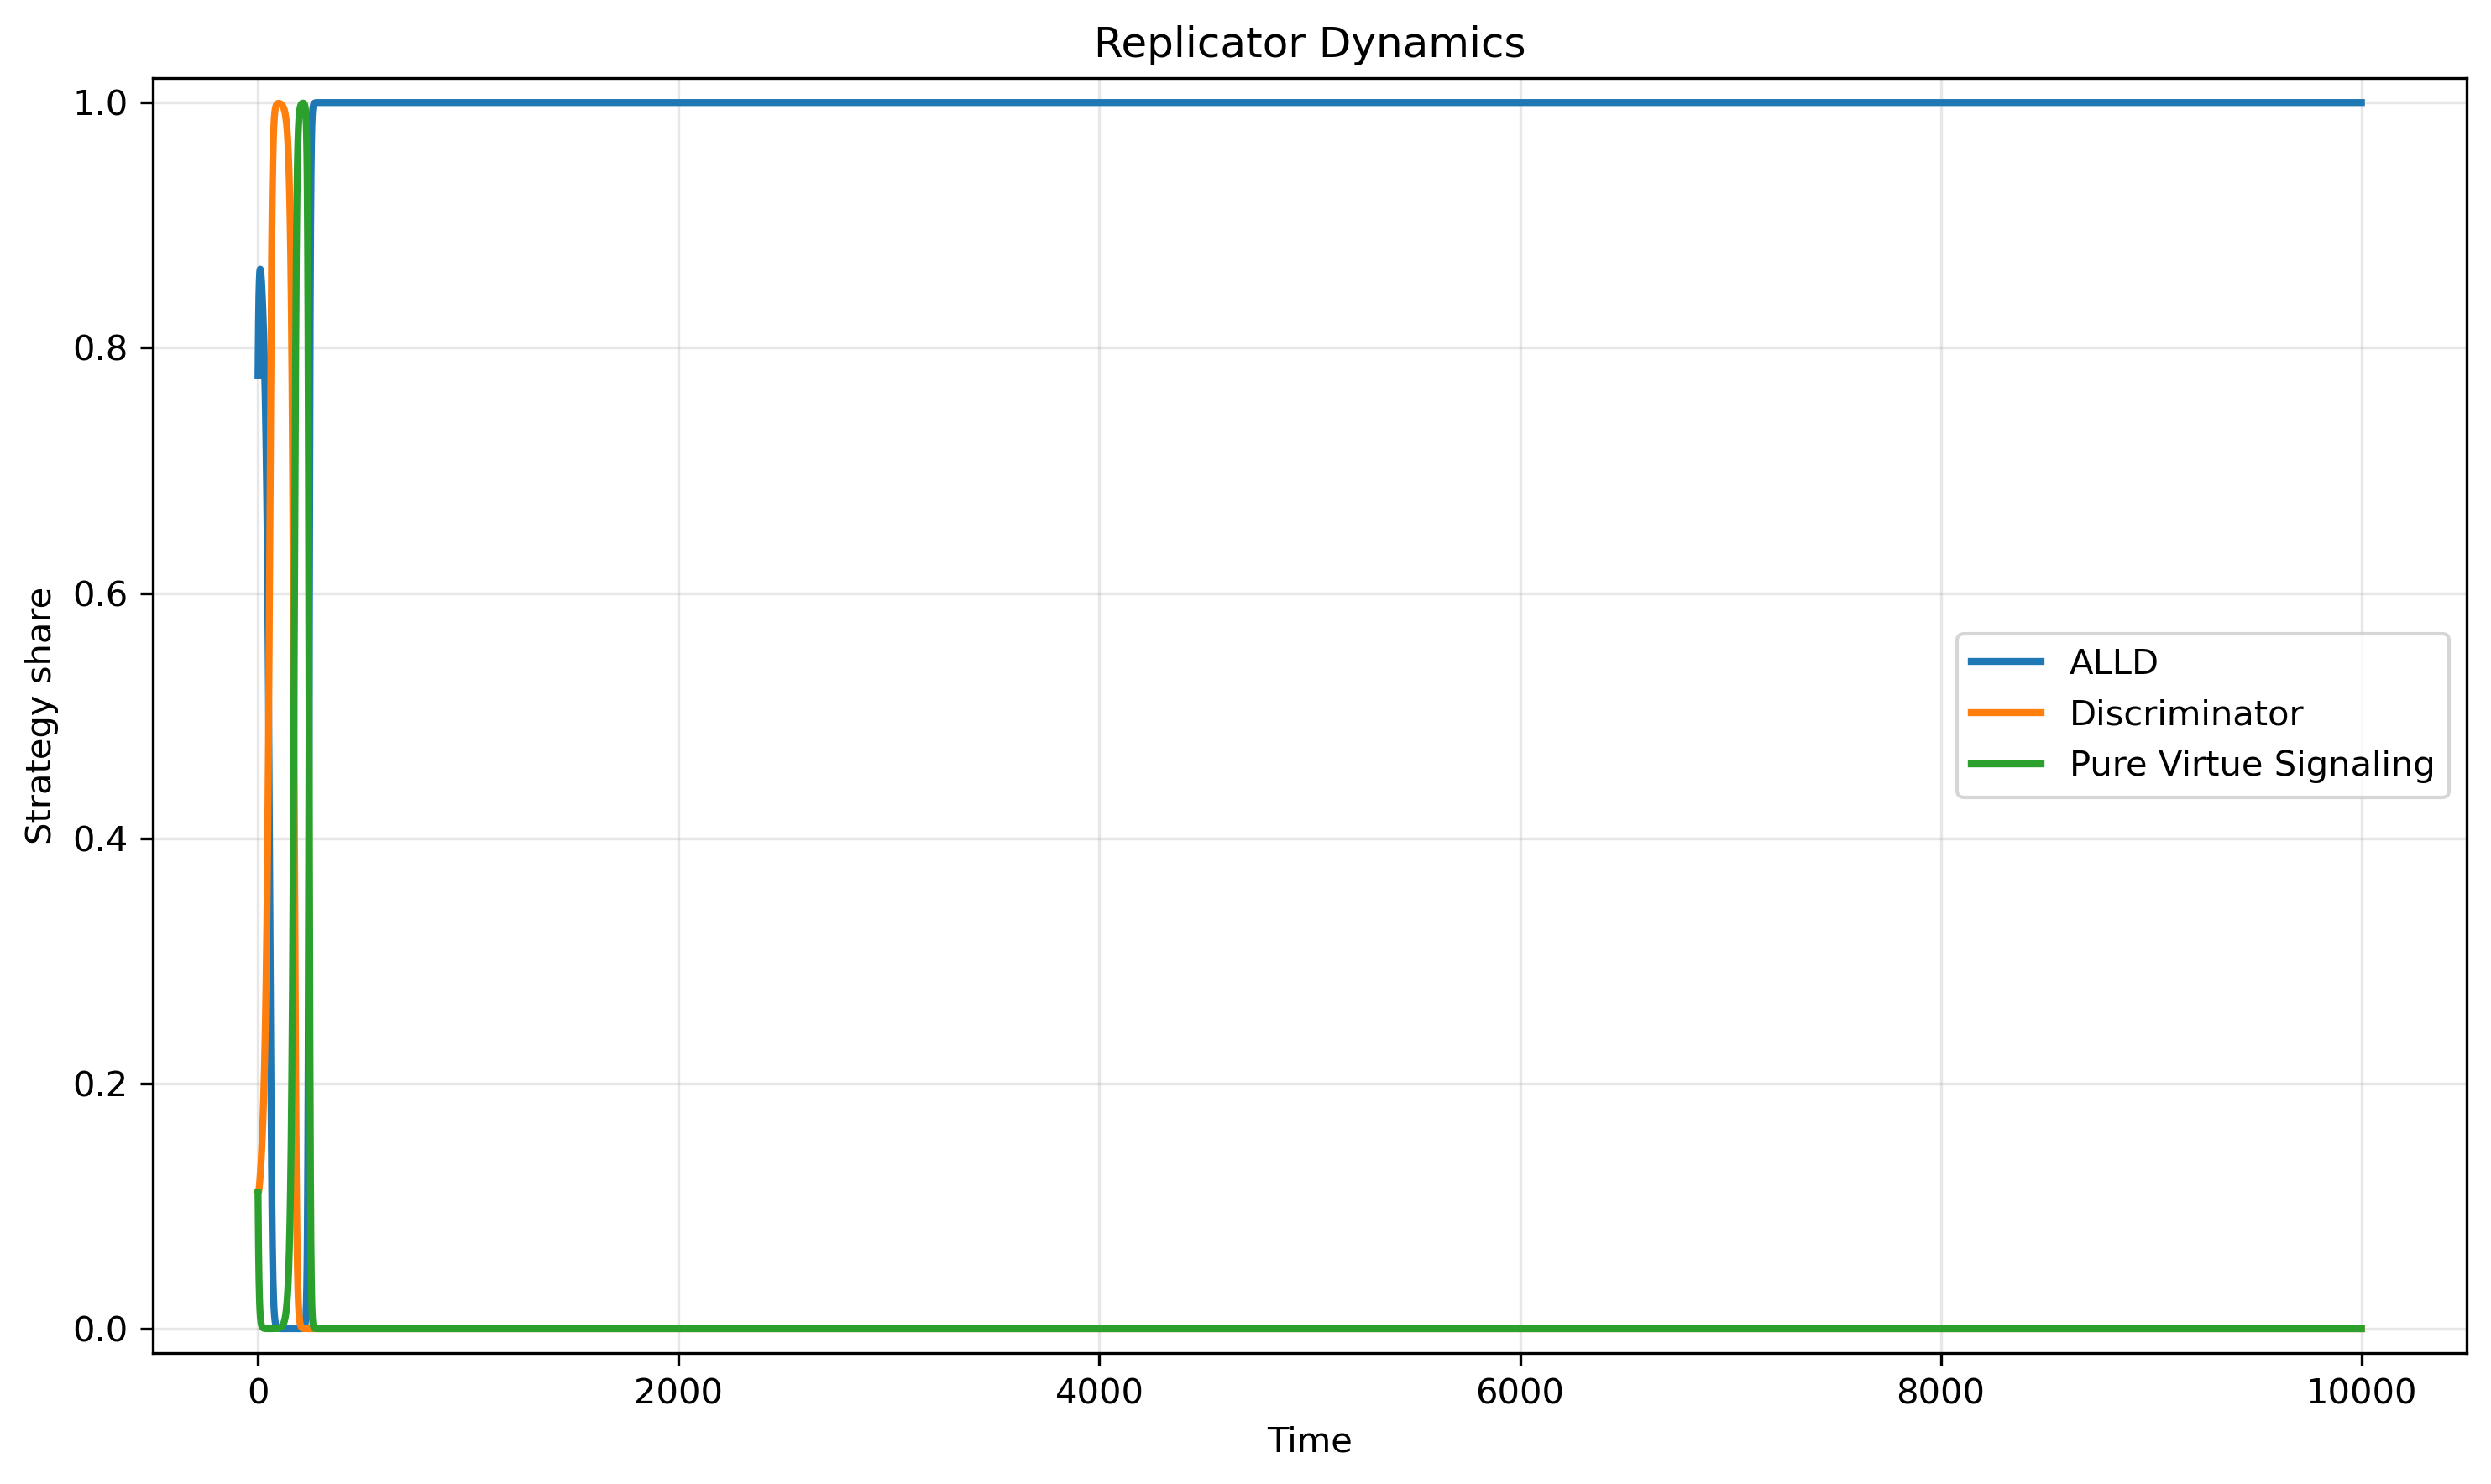 Replicator Dynamics
Strategy share
1.0
0.8
0.6
0.4
0.2
0.0
ALLD
Discriminator
Pure Virtue Signaling
0 2000 4000 6000 8000 10000
Time